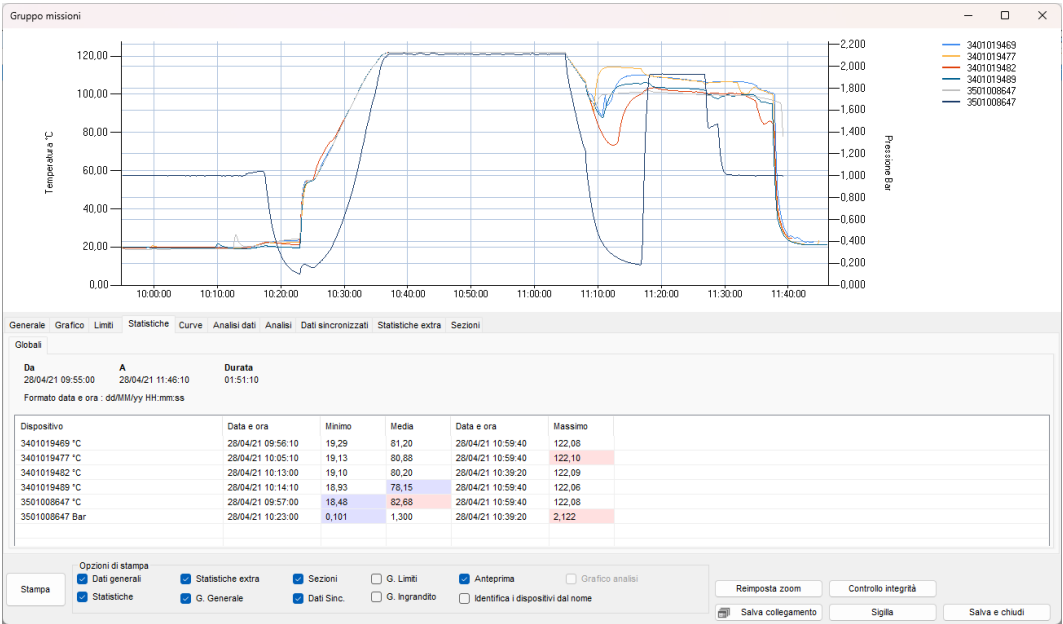 Gruppo missioni
120,00
100,00
80,00
60,00
40,00
20,00
0,00
Temperatura °C
2,200
2,000
1,800
1,600
1,400
1,200
1,000
0,800
0,600
0,400
0,200
0,000
Pressione Bar
10:00:00 10:10:00 10:20:00 10:30:00 10:40:00 10:50:00 11:00:00 11:10:00 11:20:00 11:30:00 11:40:00
3401019469
3401019477
3401019482
3401019489
3501008647
3501008647
Generale Grafico Limiti Statistiche Curve Analisi dati Analisi Dati sincronizzati Statistiche extra Sezioni
Globali
Da A Durata
28/04/21 09:55:00 28/04/21 11:46:10 01:51:10
Formato data e ora : dd/MM/yy HH:mm:ss
Dispositivo Data e ora Minimo Media Data e ora Massimo
3401019469 °C 28/04/21 09:56:10 19,29 81,20 28/04/21 10:59:40 122,08
3401019477 °C 28/04/21 10:05:10 19,13 80,88 28/04/21 10:59:40 122,10
3401019482 °C 28/04/21 10:13:00 19,10 80,20 28/04/21 10:39:20 122,09
3401019489 °C 28/04/21 10:14:10 18,93 78,15 28/04/21 10:59:40 122,06
3501008647 °C 28/04/21 09:57:00 18,48 82,68 28/04/21 10:59:40 122,08
3501008647 Bar 28/04/21 10:23:00 0,101 1,300 28/04/21 10:39:20 2,122
Stampa
Opzioni di stampa
Dati generali Statistiche extra Sezioni G. Limiti Anteprima Grafico analisi
Statistiche G. Generale Dati Sinc. G. Ingrandito Identifica i dispositivi dal nome
Reimposta zoom Controllo integrità
Salva collegamento Sigilla Salva e chiudi